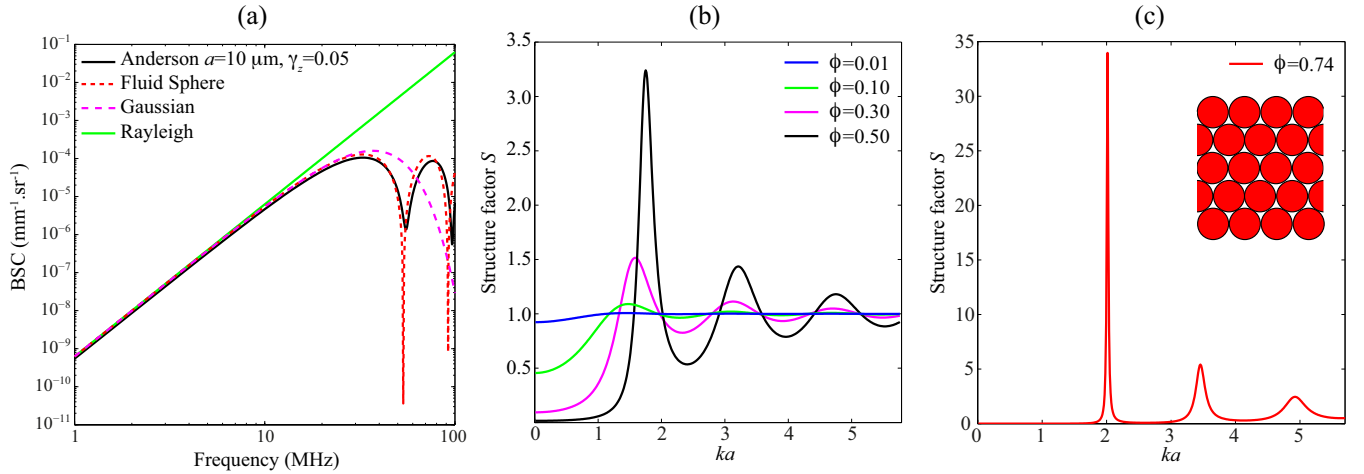 (a)
10⁻¹
10⁻²
10⁻³
10⁻⁴
10⁻⁵
10⁻⁶
10⁻⁷
10⁻⁸
10⁻⁹
10⁻¹⁰
10⁻¹¹
BSC (mm⁻¹.sr⁻¹)
Anderson a=10 μm, γ_z=0.05
Fluid Sphere
Gaussian
Rayleigh
1 10 100
Frequency (MHz)
(b)
3.5
3.0
2.5
2.0
1.5
1.0
0.5
Structure factor S
ϕ=0.01
ϕ=0.10
ϕ=0.30
ϕ=0.50
0 1 2 3 4 5
ka
(c)
35
30
25
20
15
10
5
0
Structure factor S
ϕ=0.74
0 1 2 3 4 5
ka